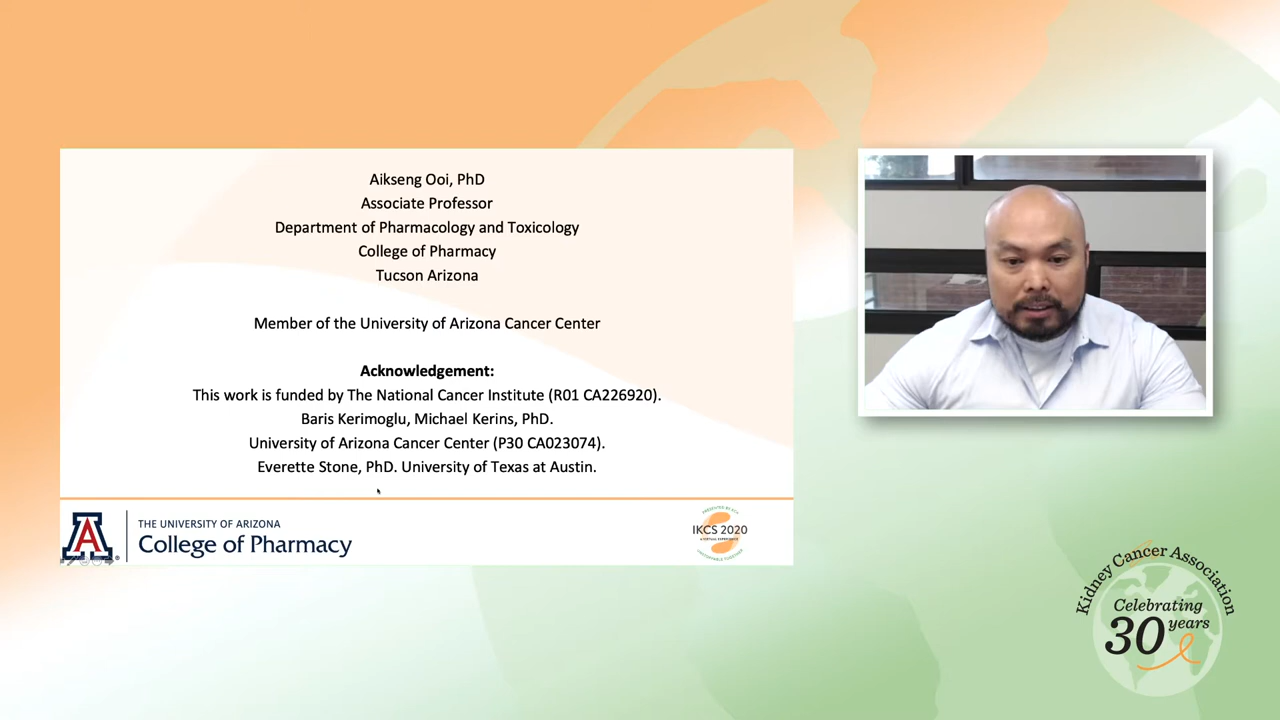 Aikseng Ooi, PhD
Associate Professor
Department of Pharmacology and Toxicology
College of Pharmacy
Tucson Arizona
Member of the University of Arizona Cancer Center
Acknowledgement:
This work is funded by The National Cancer Institute (R01 CA226920).
Baris Kerimoglu, Michael Kerins, PhD.
University of Arizona Cancer Center (P30 CA023074).
Everette Stone, PhD. University of Texas at Austin.
A
THE UNIVERSITY OF ARIZONA
College of Pharmacy
IKCS 2020
Kidney Cancer Association
Celebrating
30 years